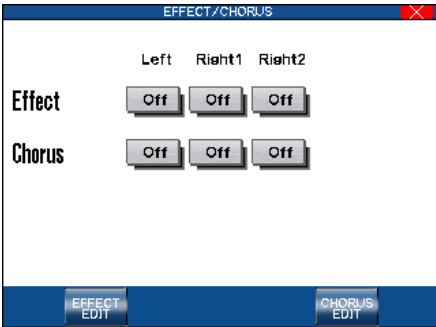 EFFECT/CHORUS
Left Right1 Right2
Effect Off Off Off
Chorus Off Off Off
EFFECT EDIT
CHORUS EDIT